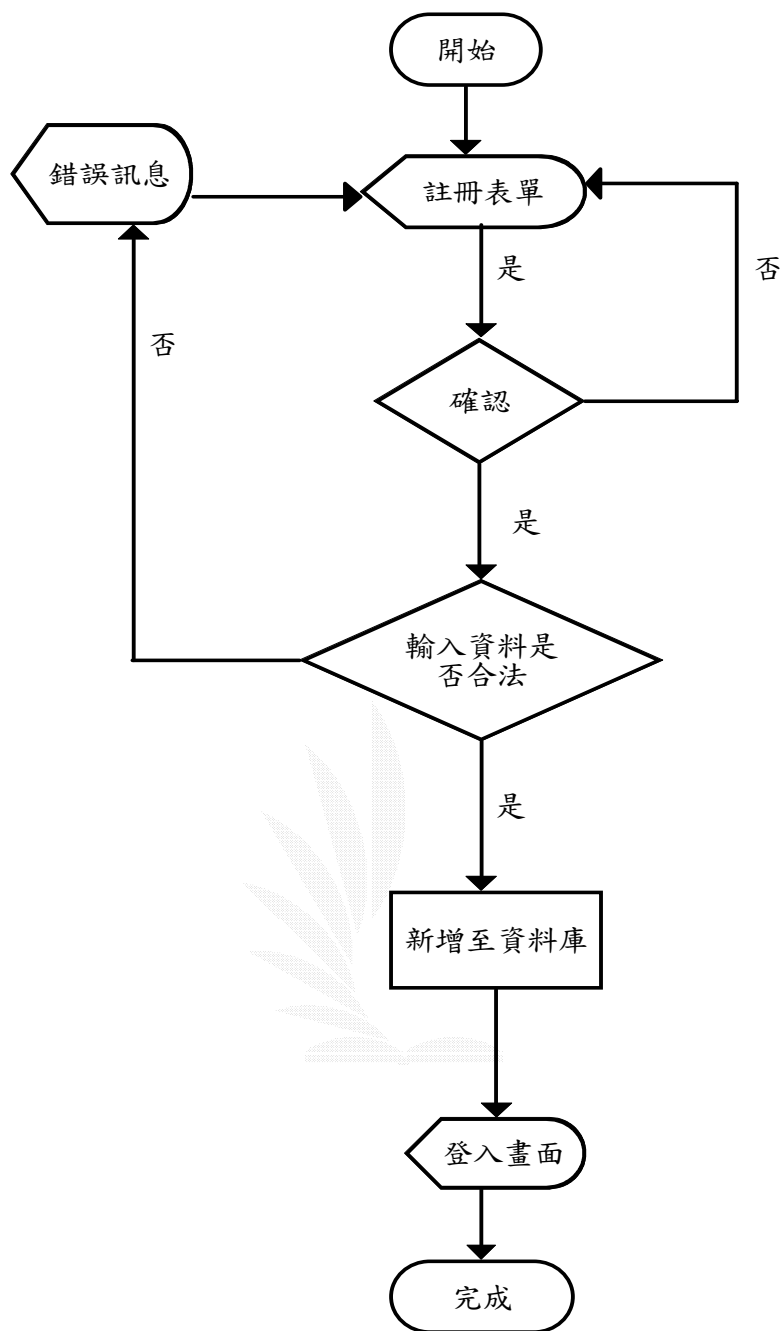 開始
錯誤訊息
註冊表單
是
否
否
確認
是
輸入資料是
否合法
是
新增至資料庫
登入畫面
完成